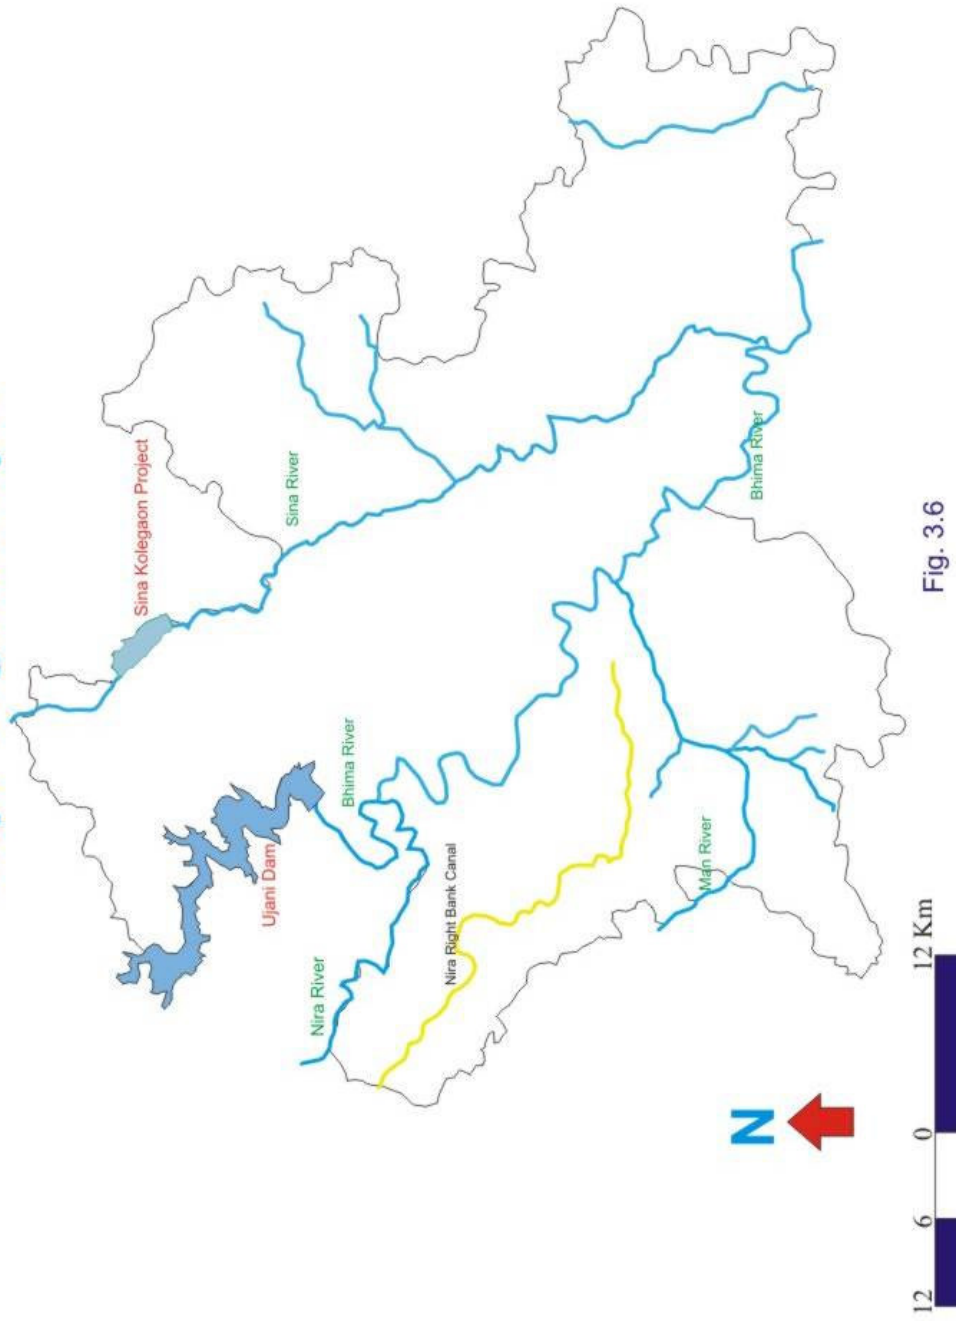 Sina Kolegaon Project
Sina River
Bhima River
Ujani Dam
Nira River
Nira Right Bank Canal
Man River
Bhima River
N
12 6 0 12 Km
Fig. 3.6